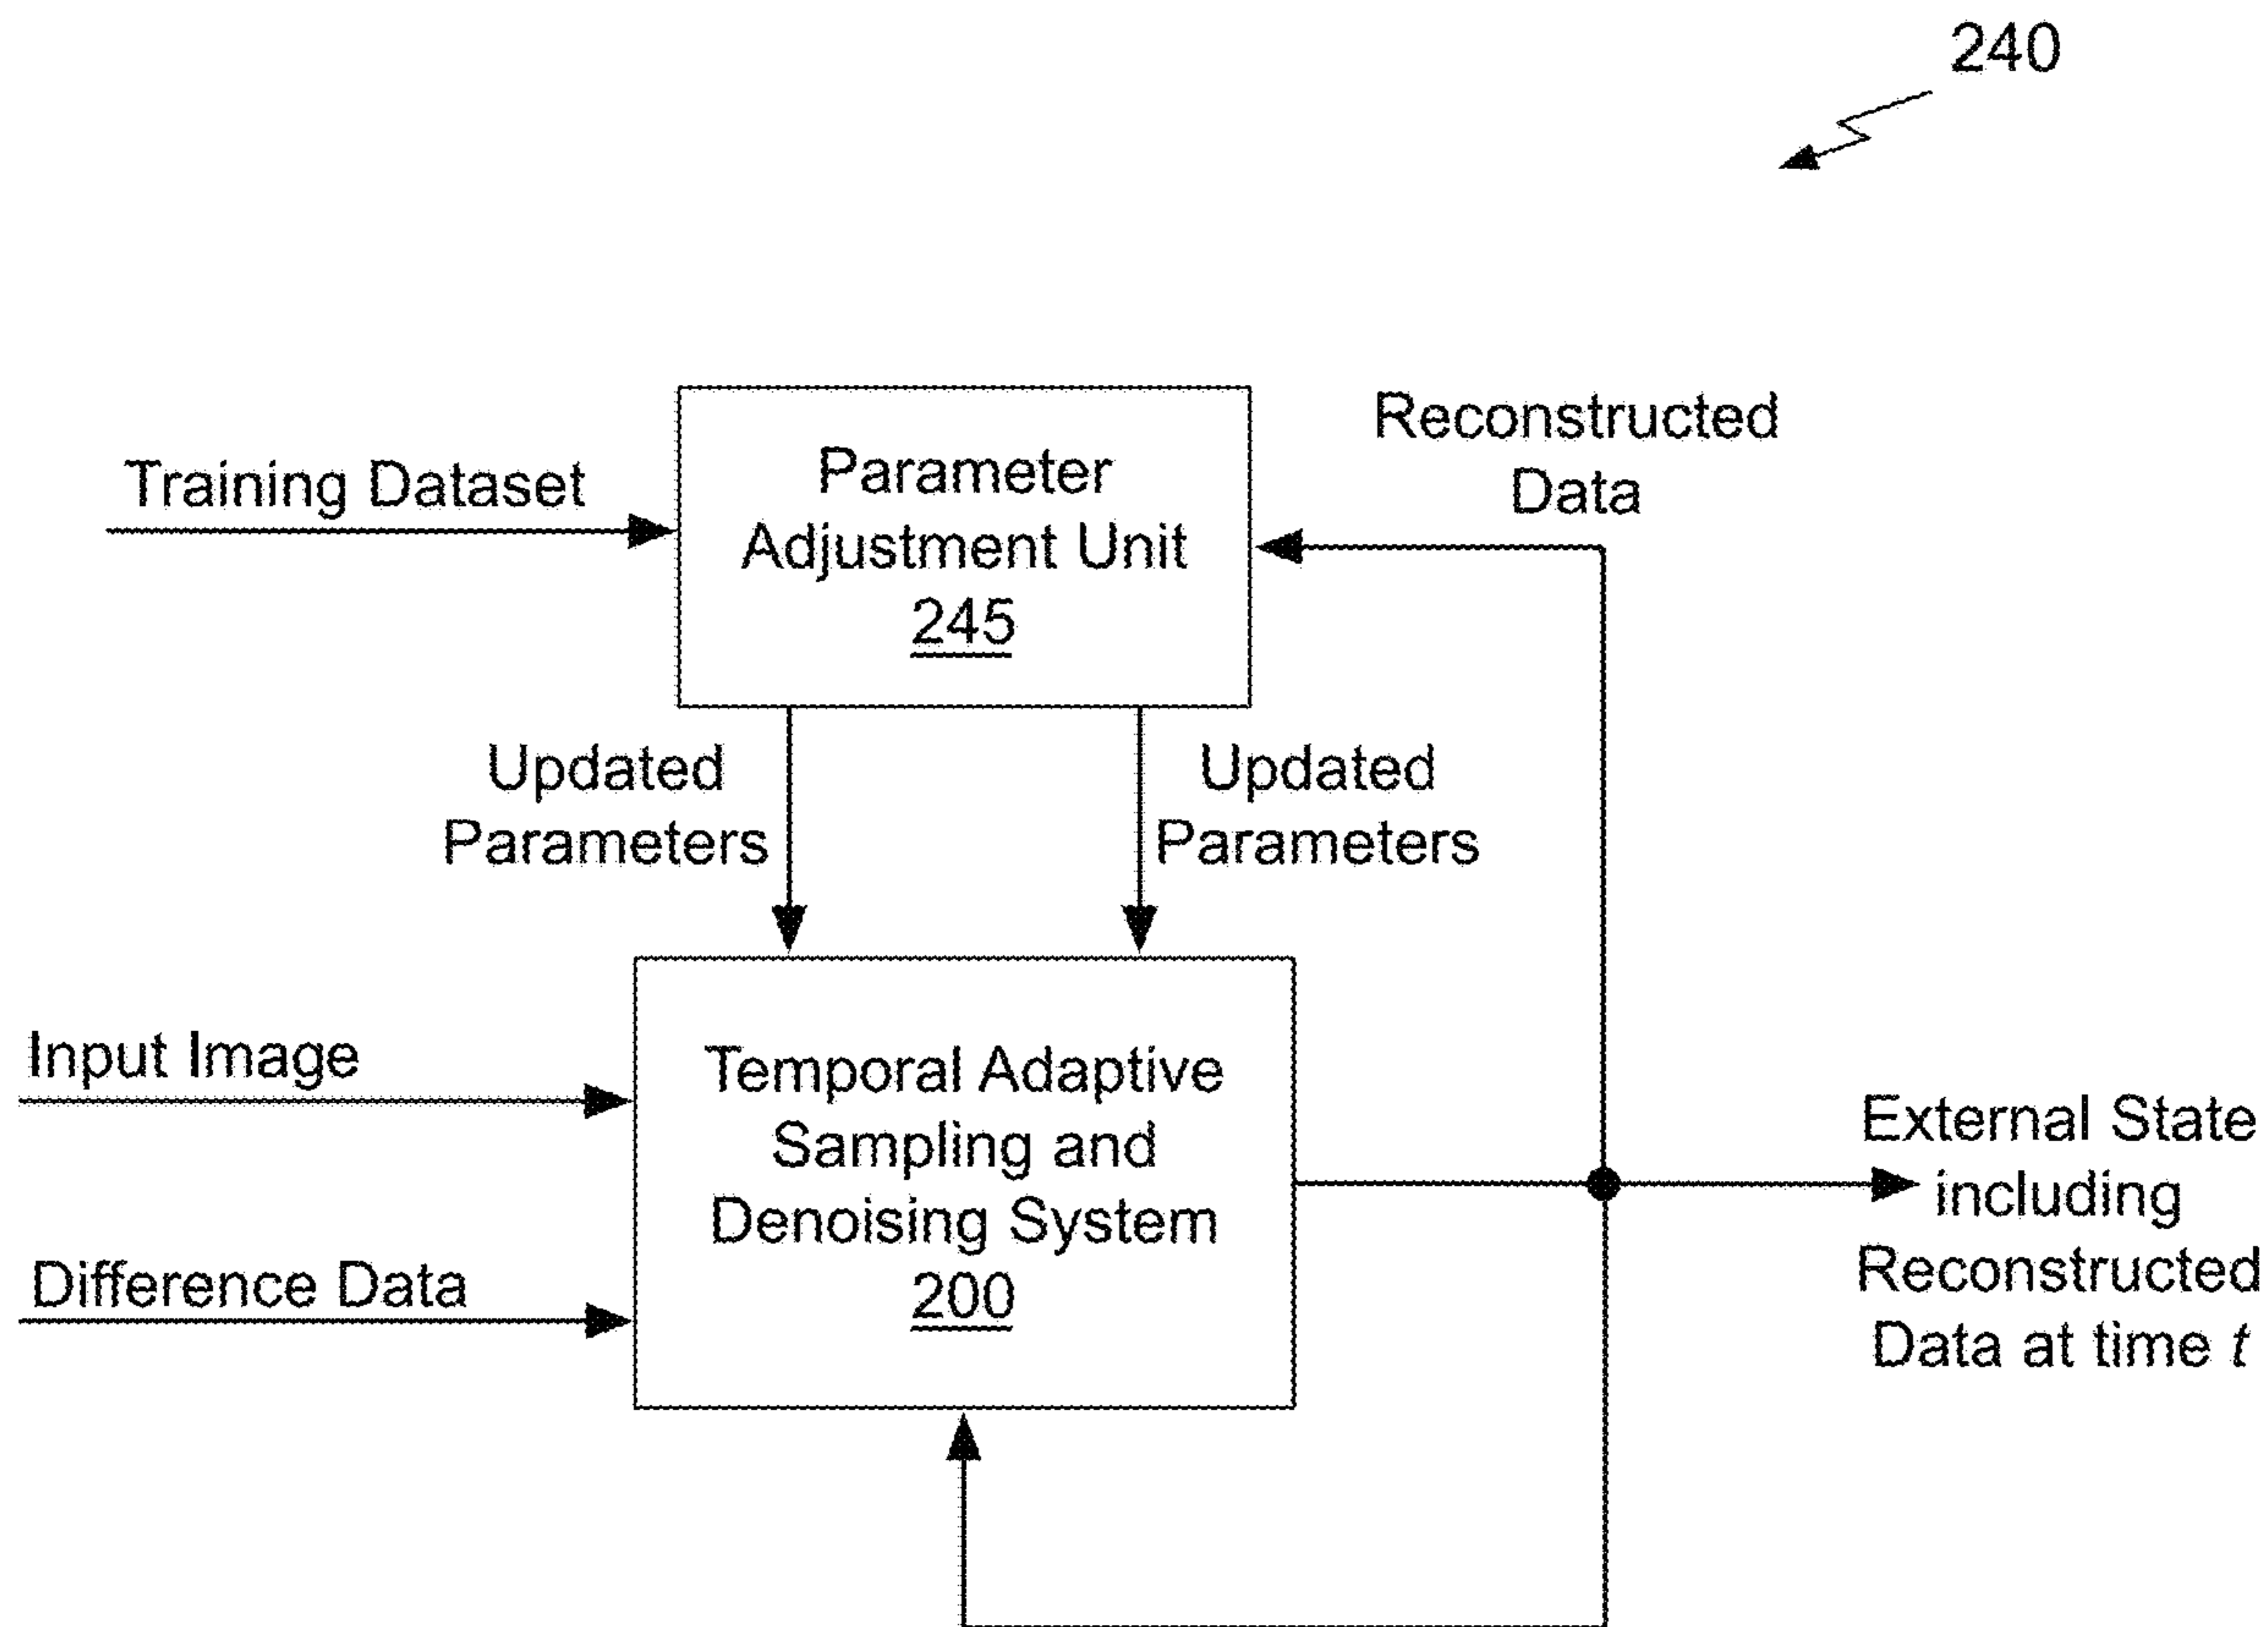 240
Training Dataset
Parameter
Adjustment Unit
245
Reconstructed
Data
Updated
Parameters
Updated
Parameters
Input Image
Difference Data
Temporal Adaptive
Sampling and
Denoising System
200
External State
including
Reconstructed
Data at time t